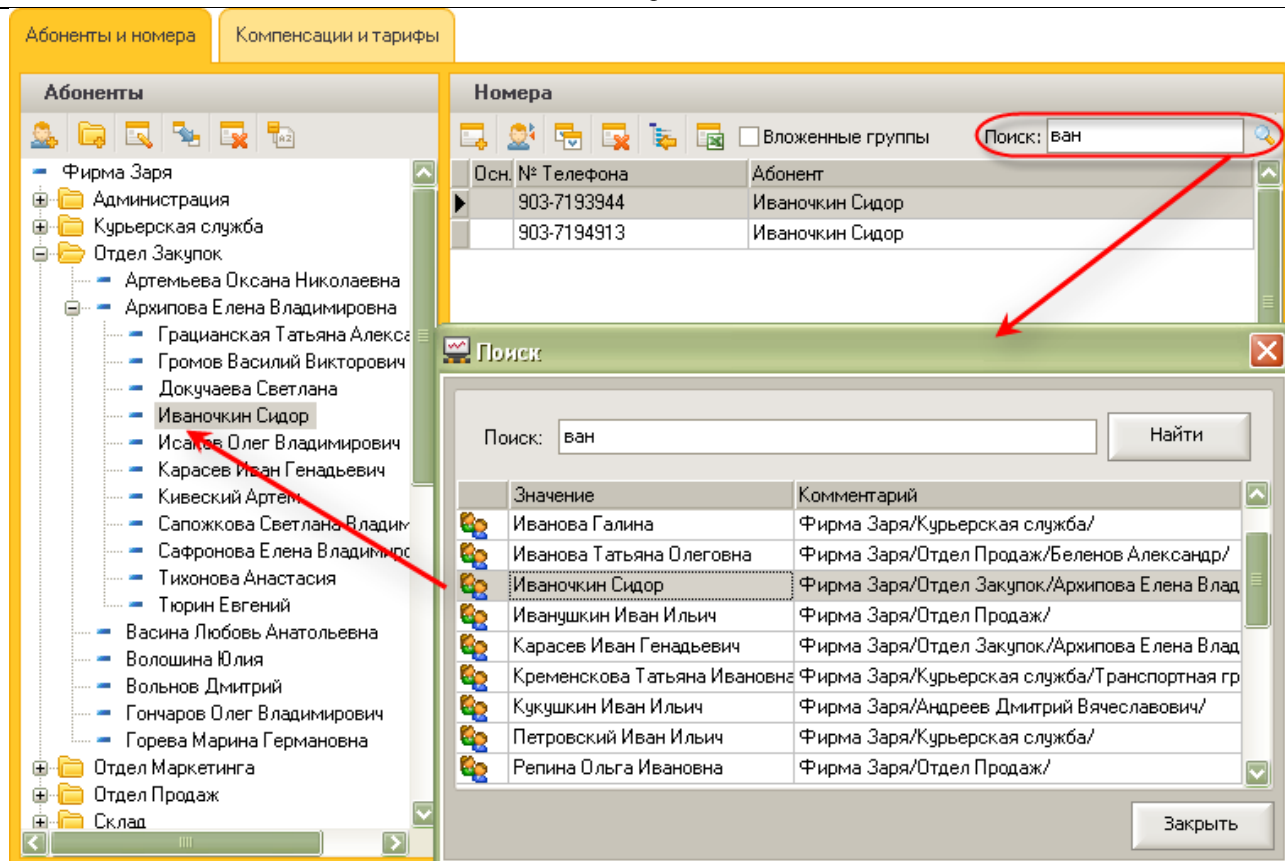 Абоненты и номера
Компенсации и тарифы
Абоненты
Номера
Вложенные группы
Поиск: ван
Фирма Заря
Администрация
Курьерская служба
Отдел Закупок
Артемьева Оксана Николаевна
Архипова Елена Владимировна
Грацианская Татьяна Алекса
Громов Василий Викторович
Докучаева Светлана
Иваночкин Сидор
Исаков Олег Владимирович
Карасев Иван Генадьевич
Кивеский Артем
Сапожкова Светлана Владим
Сафронова Елена Владимиро
Тихонова Анастасия
Тюрин Евгений
Васина Любовь Анатольевна
Волошина Юлия
Вольнов Дмитрий
Гончаров Олег Владимирович
Горева Марина Германовна
Отдел Маркетинга
Отдел Продаж
Склад
Осн. № Телефона Абонент
903-7193944 Иваночкин Сидор
903-7194913 Иваночкин Сидор
Поиск
Поиск: ван Найти
Значение Комментарий
Иванова Галина Фирма Заря/Курьерская служба/
Иванова Татьяна Олеговна Фирма Заря/Отдел Продаж/Беленов Александр/
Иваночкин Сидор Фирма Заря/Отдел Закупок/Архипова Елена Влад
Иванушкин Иван Ильич Фирма Заря/Отдел Продаж/
Карасев Иван Генадьевич Фирма Заря/Отдел Закупок/Архипова Елена Влад
Кременскова Татьяна Ивановна Фирма Заря/Курьерская служба/Транспортная гр
Кукушкин Иван Ильич Фирма Заря/Андреев Дмитрий Вячеславович/
Петровский Иван Ильич Фирма Заря/Курьерская служба/
Репина Ольга Ивановна Фирма Заря/Отдел Продаж/
Закрыть